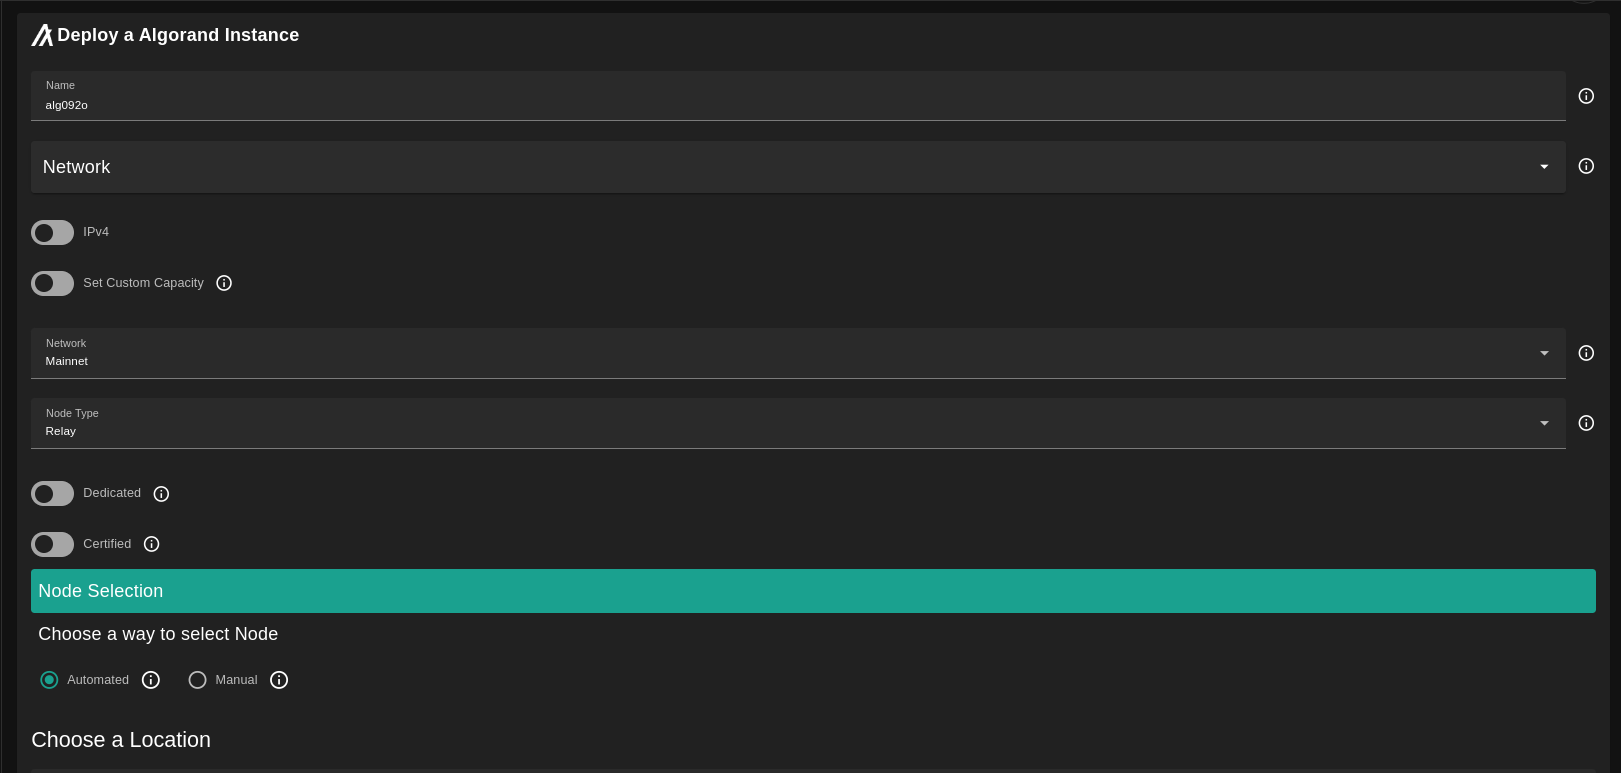 Deploy a Algorand Instance
Name
alg092o
Network
IPv4
Set Custom Capacity
Network
Mainnet
Node Type
Relay
Dedicated
Certified
Node Selection
Choose a way to select Node
Automated Manual
Choose a Location